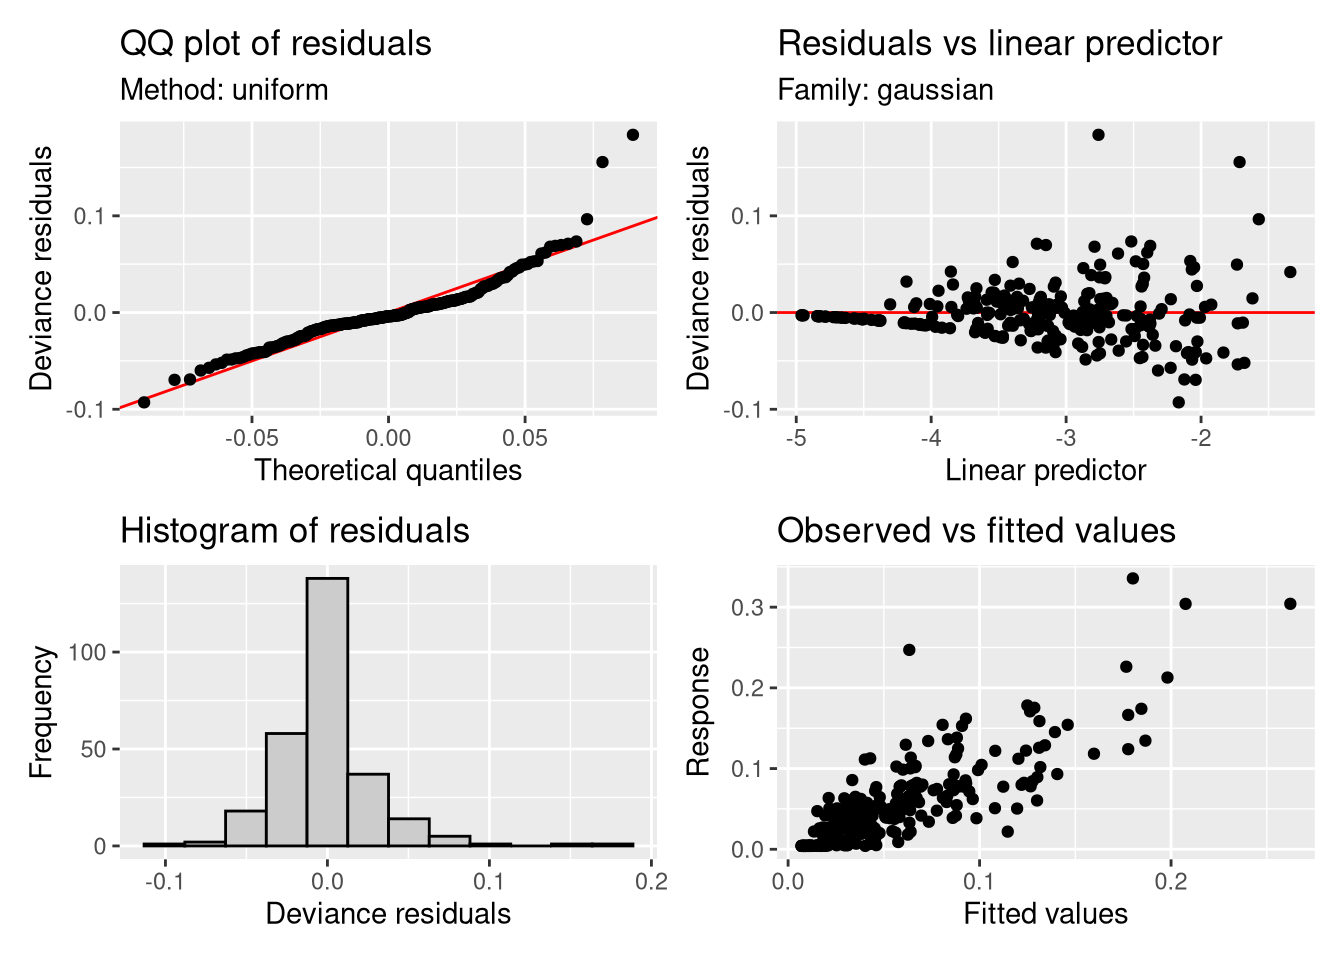 QQ plot of residuals
Method: uniform
Deviance residuals
0.1
0.0
-0.1
-0.05
0.00
0.05
Theoretical quantiles
Residuals vs linear predictor
Family: gaussian
Deviance residuals
0.1
0.0
-0.1
-5
-4
-3
-2
Linear predictor
Histogram of residuals
Frequency
100
50
0
-0.1
0.0
0.1
0.2
Deviance residuals
Observed vs fitted values
Response
0.3
0.2
0.1
0.0
0.0
0.1
0.2
Fitted values